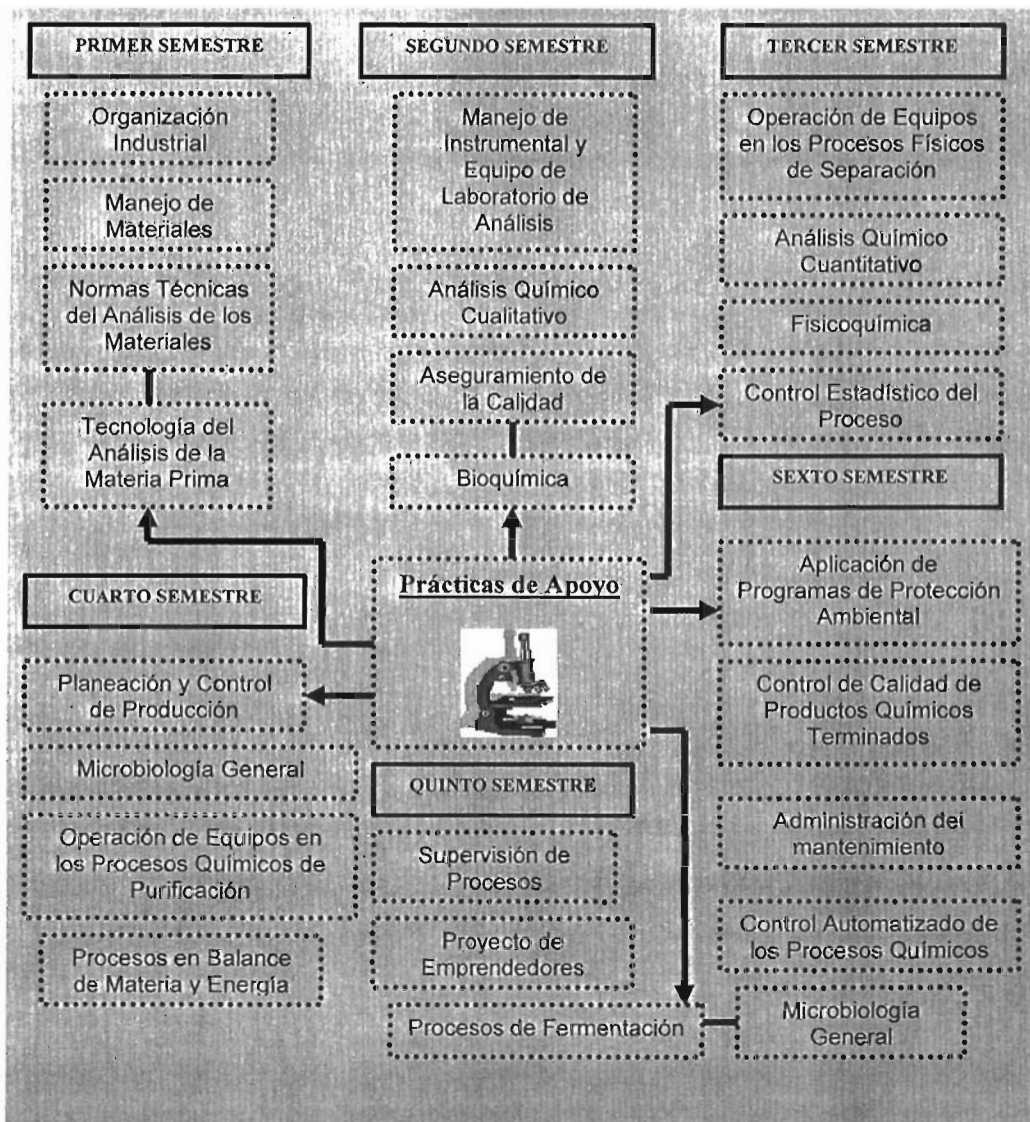 PRIMER SEMESTRE
Organización
Industrial
Manejo de
Materiales
Normas Técnicas
del Análisis de los
Materiales
Tecnología del
Análisis de la
Materia Prima
SEGUNDO SEMESTRE
Manejo de
Instrumental y
Equipo de
Laboratorio de
Análisis
Análisis Químico
Cualitativo
Aseguramiento de
la Calidad
Bioquímica
TERCER SEMESTRE
Operación de Equipos
en los Procesos Físicos
de Separación
Análisis Químico
Cuantitativo
Fisicoquímica
Control Estadístico del
Proceso
Prácticas de Apoyo
CUARTO SEMESTRE
Planeación y Control
de Producción
Microbiología General
Operación de Equipos en
los Procesos Químicos de
Purificación
Procesos en Balance
de Materia y Energía
QUINTO SEMESTRE
Supervisión de
Procesos
Proyecto de
Emprendedores
Procesos de Fermentación
Microbiología
General
SEXTO SEMESTRE
Aplicación de
Programas de Protección
Ambiental
Control de Calidad de
Productos Químicos
Terminados
Administración del
mantenimiento
Control Automatizado de
los Procesos Químicos